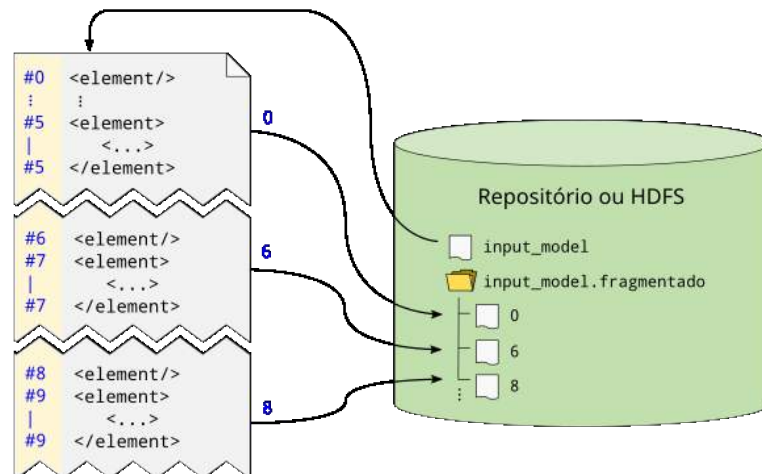 #0 <element/>
⋮ ⋮
#5 <element>
| <...>
#5 </element>
#6 <element/>
#7 <element>
| <...>
#7 </element>
#8 <element/>
#9 <element>
| <...>
#9 </element>
0
6
8
Repositório ou HDFS
input_model
input_model.fragmentado
0
6
8
⋮